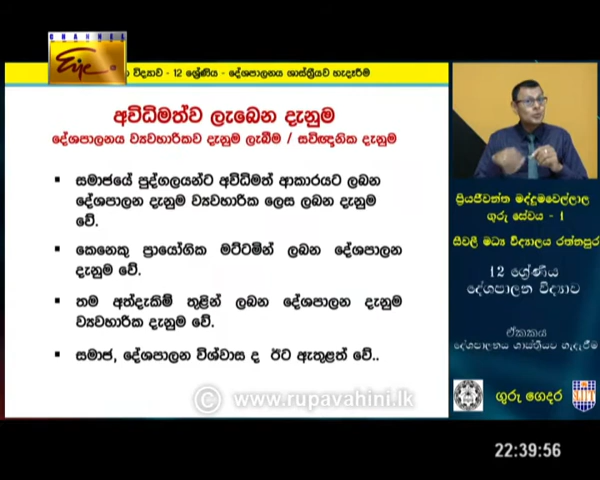 CHANNEL
Eye
විද්‍යාව - 12 ශ්‍රේණිය - දේශපාලනය ශාස්ත්‍රීයව හැදෑරීම
අවිධිමත්ව ලැබෙන දැනුම
දේශපාලනය ව්‍යවහාරිකව දැනුම ලැබීම / සවිඥානික දැනුම
▪ සමාජයේ පුද්ගලයන්ට අවිධිමත් ආකාරයට ලබන
දේශපාලන දැනුම ව්‍යවහාරික ලෙස ලබන දැනුම
වේ.
▪ කෙනෙකු ප්‍රායෝගික මට්ටමින් ලබන දේශපාලන
දැනුම වේ.
▪ තම අත්දැකීම් තුළින් ලබන දේශපාලන දැනුම
ව්‍යවහාරික දැනුම වේ.
▪ සමාජ, දේශපාලන විශ්වාස ද ඊට ඇතුළත් වේ..
© www.rupavahini.lk
ප්‍රියජීවන්ත මද්දුමවෙල්ලාල
ගුරු සේවය - 1
සීවලී මධ්‍ය විද්‍යාලය රත්නපුර
12 ශ්‍රේණිය
දේශපාලන විද්‍යාව
ඒකකය
දේශපාලනය ශාස්ත්‍රීයව හැදෑරීම
ගුරු ගෙදර
22:39:56